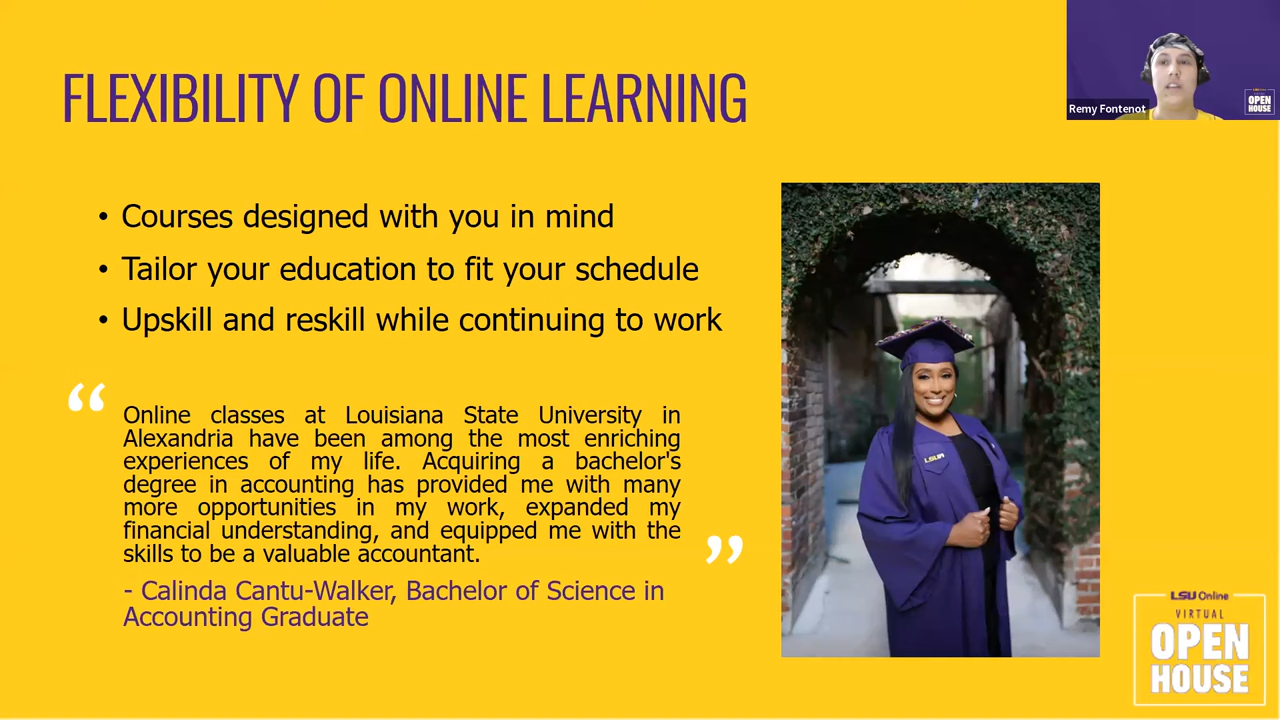 FLEXIBILITY OF ONLINE LEARNING
Remy Fontenot
OPEN
HOUSE
• Courses designed with you in mind
• Tailor your education to fit your schedule
• Upskill and reskill while continuing to work
“
Online classes at Louisiana State University in
Alexandria have been among the most enriching
experiences of my life. Acquiring a bachelor's
degree in accounting has provided me with many
more opportunities in my work, expanded my
financial understanding, and equipped me with the
skills to be a valuable accountant.
”
- Calinda Cantu-Walker, Bachelor of Science in
Accounting Graduate
LSUA
LSU Online
VIRTUAL
OPEN
HOUSE